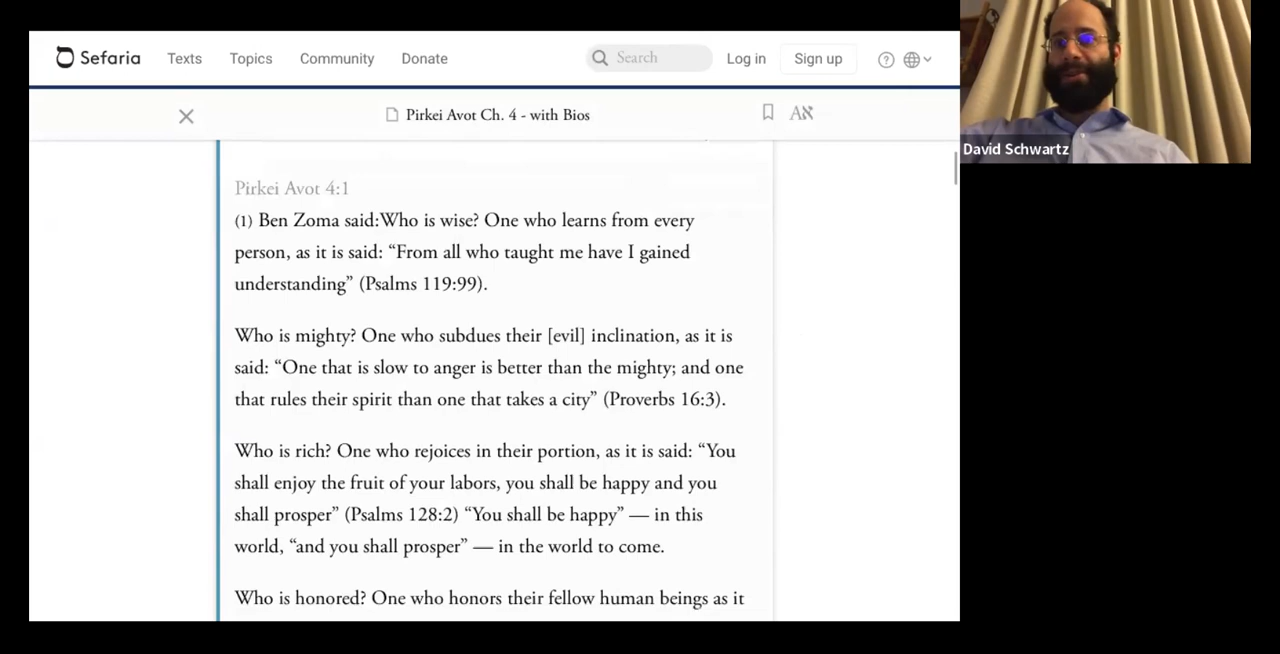 Sefaria Texts Topics Community Donate Search Log in Sign up
Pirkei Avot Ch. 4 - with Bios Aא
David Schwartz
Pirkei Avot 4:1
(1) Ben Zoma said:Who is wise? One who learns from every
person, as it is said: “From all who taught me have I gained
understanding” (Psalms 119:99).
Who is mighty? One who subdues their [evil] inclination, as it is
said: “One that is slow to anger is better than the mighty; and one
that rules their spirit than one that takes a city” (Proverbs 16:3).
Who is rich? One who rejoices in their portion, as it is said: “You
shall enjoy the fruit of your labors, you shall be happy and you
shall prosper” (Psalms 128:2) “You shall be happy” — in this
world, “and you shall prosper” — in the world to come.
Who is honored? One who honors their fellow human beings as it